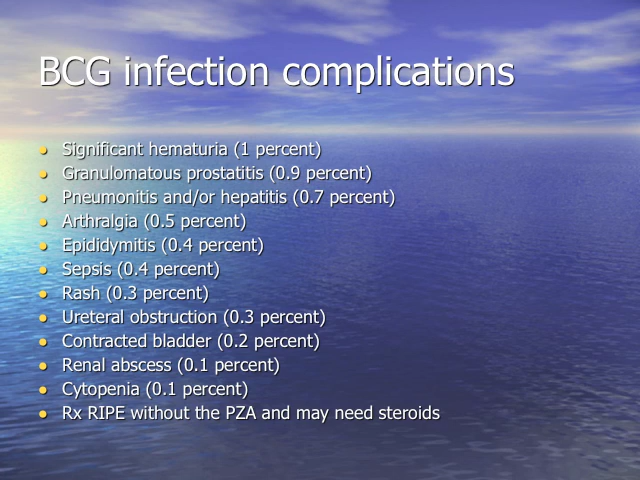 BCG infection complications
• Significant hematuria (1 percent)
• Granulomatous prostatitis (0.9 percent)
• Pneumonitis and/or hepatitis (0.7 percent)
• Arthralgia (0.5 percent)
• Epididymitis (0.4 percent)
• Sepsis (0.4 percent)
• Rash (0.3 percent)
• Ureteral obstruction (0.3 percent)
• Contracted bladder (0.2 percent)
• Renal abscess (0.1 percent)
• Cytopenia (0.1 percent)
• Rx RIPE without the PZA and may need steroids